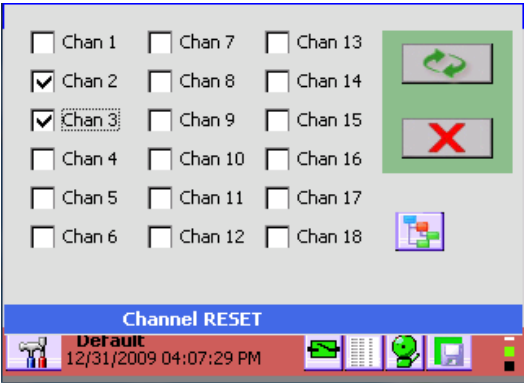 Chan 1 Chan 7 Chan 13
Chan 2 Chan 8 Chan 14
Chan 3 Chan 9 Chan 15
Chan 4 Chan 10 Chan 16
Chan 5 Chan 11 Chan 17
Chan 6 Chan 12 Chan 18
Channel RESET
Default
12/31/2009 04:07:29 PM